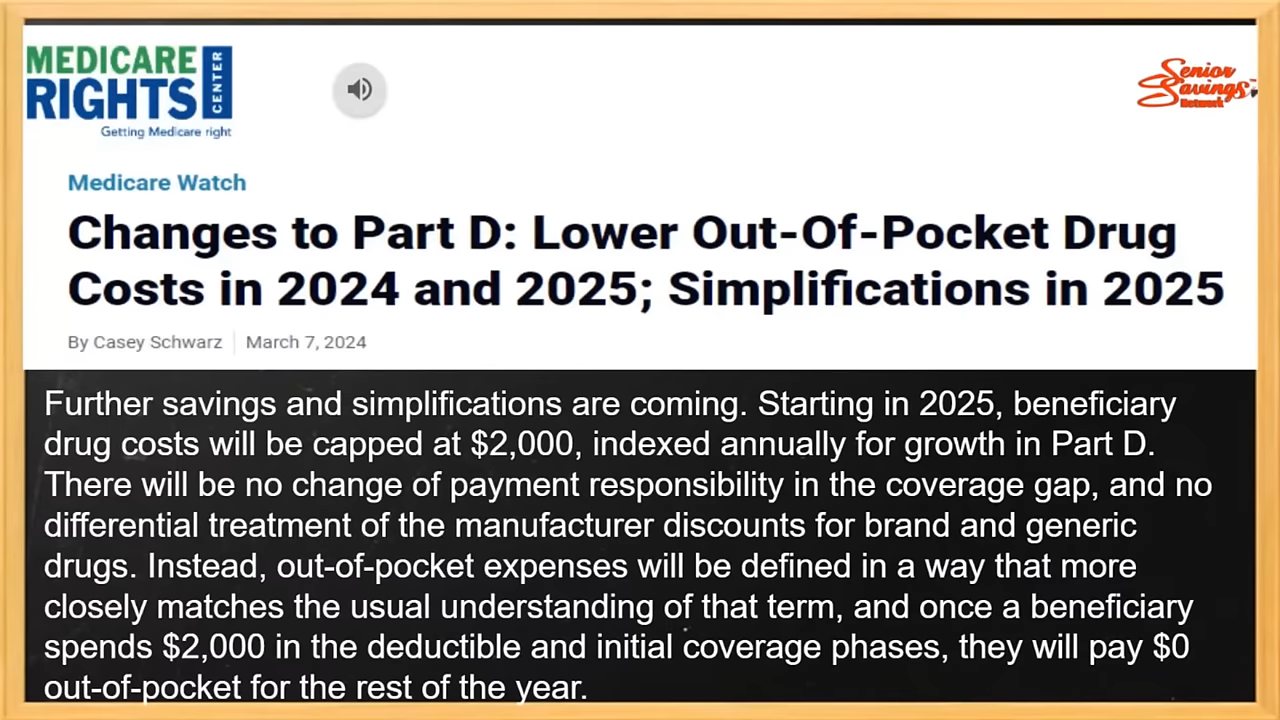 MEDICARE
RIGHTS
CENTER
Getting Medicare right
Senior
Savings
Network
Medicare Watch
Changes to Part D: Lower Out-Of-Pocket Drug
Costs in 2024 and 2025; Simplifications in 2025
By Casey Schwarz | March 7, 2024
Further savings and simplifications are coming. Starting in 2025, beneficiary
drug costs will be capped at $2,000, indexed annually for growth in Part D.
There will be no change of payment responsibility in the coverage gap, and no
differential treatment of the manufacturer discounts for brand and generic
drugs. Instead, out-of-pocket expenses will be defined in a way that more
closely matches the usual understanding of that term, and once a beneficiary
spends $2,000 in the deductible and initial coverage phases, they will pay $0
out-of-pocket for the rest of the year.